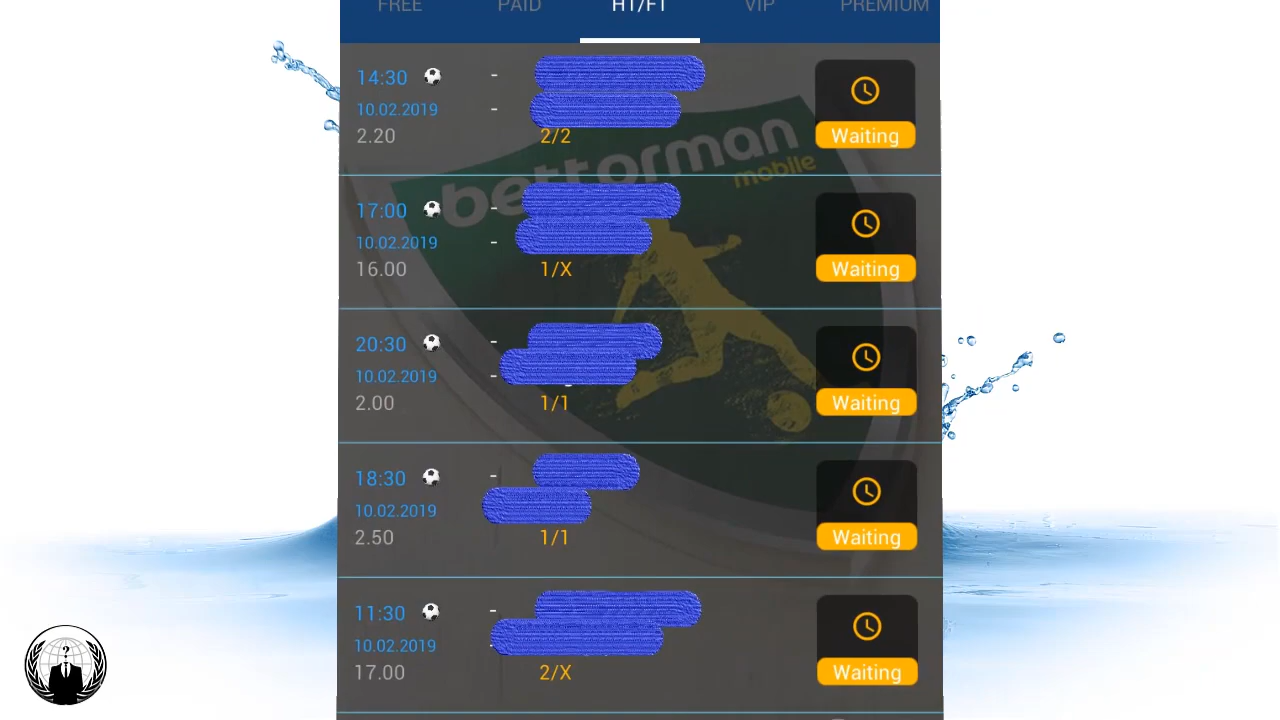 FREE PAID HT/FT VIP PREMIUM
14:30 -
10.02.2019 -
2.20 2/2 Waiting
bettorman
mobile
17:00 -
10.02.2019 -
16.00 1/X Waiting
20:30 -
10.02.2019 -
2.00 1/1 Waiting
18:30 -
10.02.2019
2.50 1/1 Waiting
11:30 -
10.02.2019 -
17.00 2/X Waiting
?